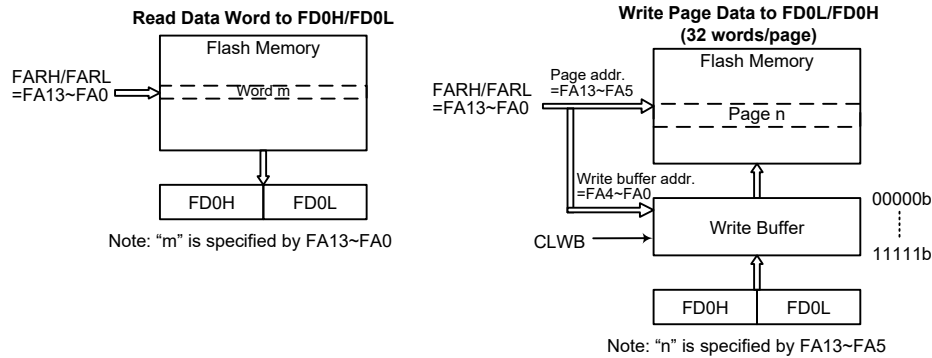 Read Data Word to FD0H/FD0L
Flash Memory
FARH/FARL
=FA13~FA0
Word m
FD0H
FD0L
Note: “m” is specified by FA13~FA0
Write Page Data to FD0L/FD0H
(32 words/page)
Flash Memory
Page addr.
=FA13~FA5
FARH/FARL
=FA13~FA0
Page n
Write buffer addr.
=FA4~FA0
Write Buffer
00000b
11111b
CLWB
FD0H
FD0L
Note: “n” is specified by FA13~FA5